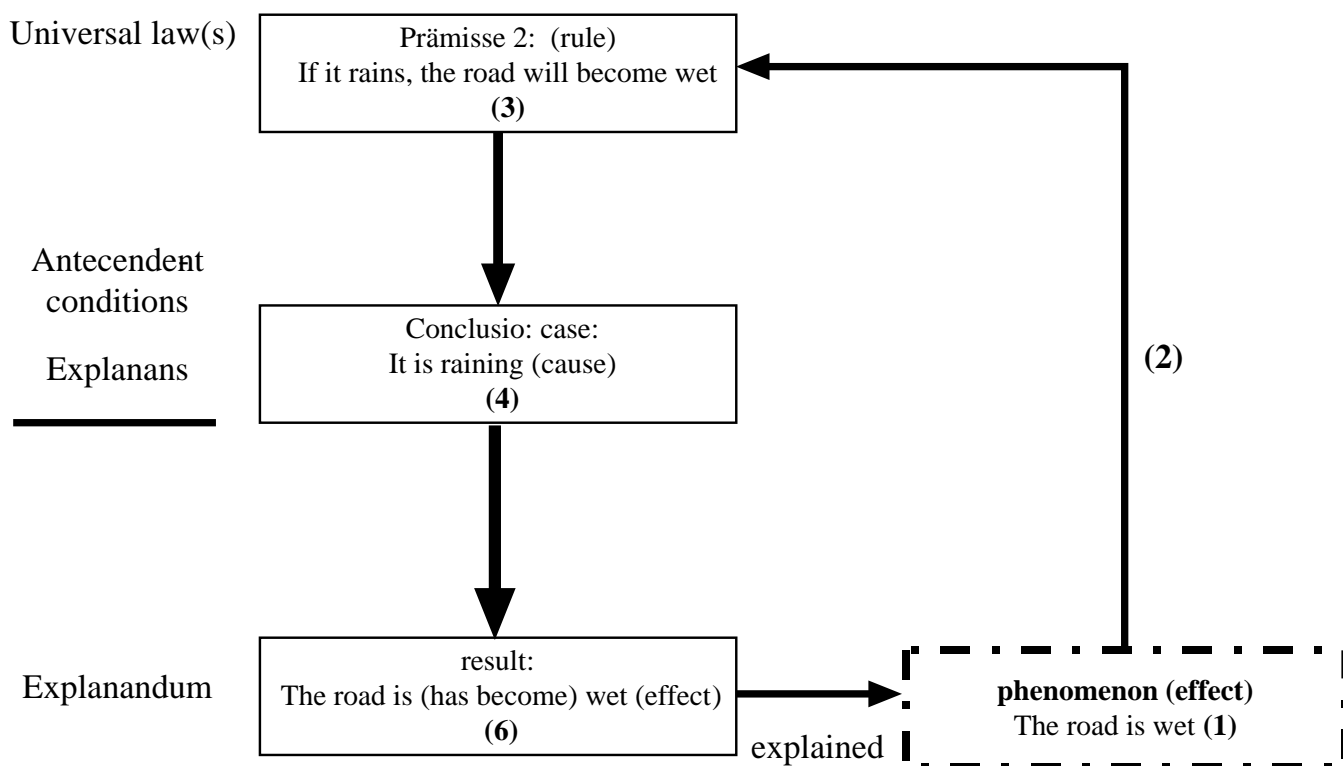 Universal law(s)
Prämisse 2: (rule)
If it rains, the road will become wet
(3)
Antecendent
conditions
Explanans
Conclusio: case:
It is raining (cause)
(4)
(2)
Explanandum
result:
The road is (has become) wet (effect)
(6)
explained
phenomenon (effect)
The road is wet (1)